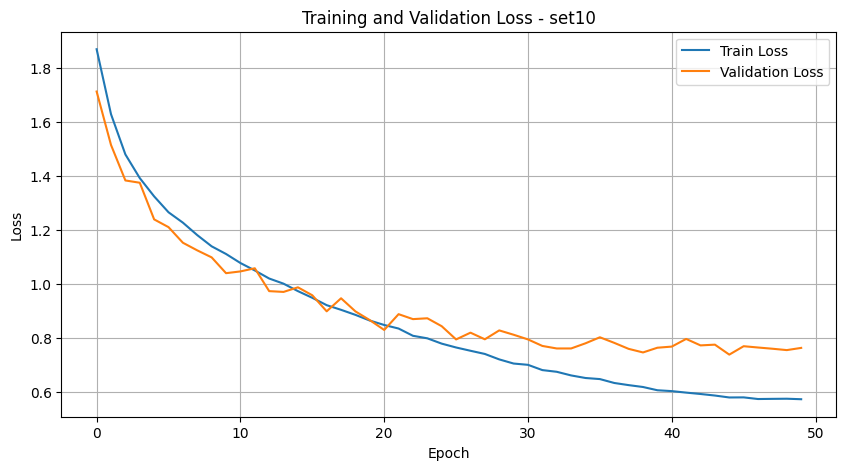 Training and Validation Loss - set10
Train Loss
Validation Loss
Loss
1.8
1.6
1.4
1.2
1.0
0.8
0.6
0 10 20 30 40 50
Epoch